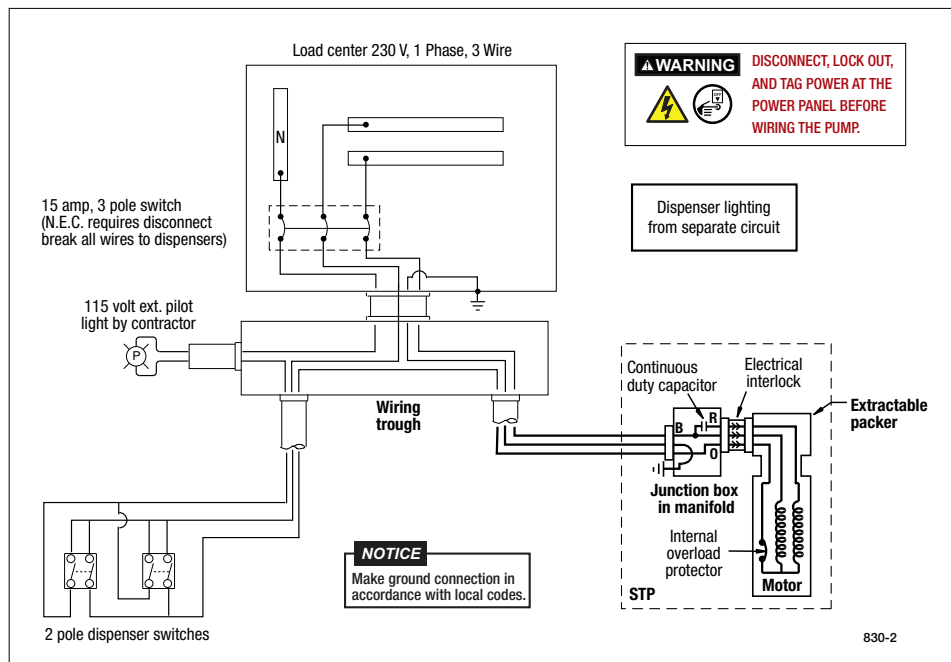 Load center 230 V, 1 Phase, 3 Wire
WARNING
DISCONNECT, LOCK OUT,
AND TAG POWER AT THE
POWER PANEL BEFORE
WIRING THE PUMP.
OFF
N
15 amp, 3 pole switch
(N.E.C. requires disconnect
break all wires to dispensers)
Dispenser lighting
from separate circuit
115 volt ext. pilot
light by contractor
P
Wiring
trough
Continuous
duty capacitor
Electrical
interlock
Extractable
packer
B
R
O
Junction box
in manifold
Internal
overload
protector
Motor
STP
NOTICE
Make ground connection in
accordance with local codes.
2 pole dispenser switches
830-2